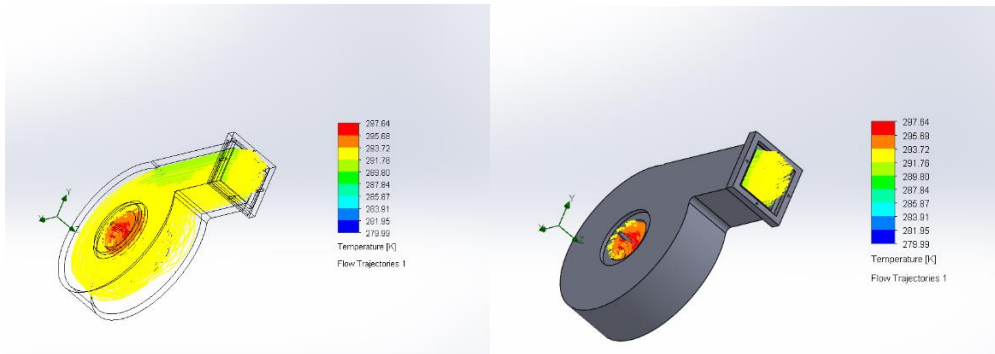 297.64
295.68
293.72
291.76
289.80
287.84
285.87
283.91
281.95
279.99
Temperature [K]
Flow Trajectories 1
Y
Z
297.64
295.69
293.72
291.76
289.80
287.84
285.87
283.91
281.95
279.99
Temperature [K]
Flow Trajectories 1
Y
Z